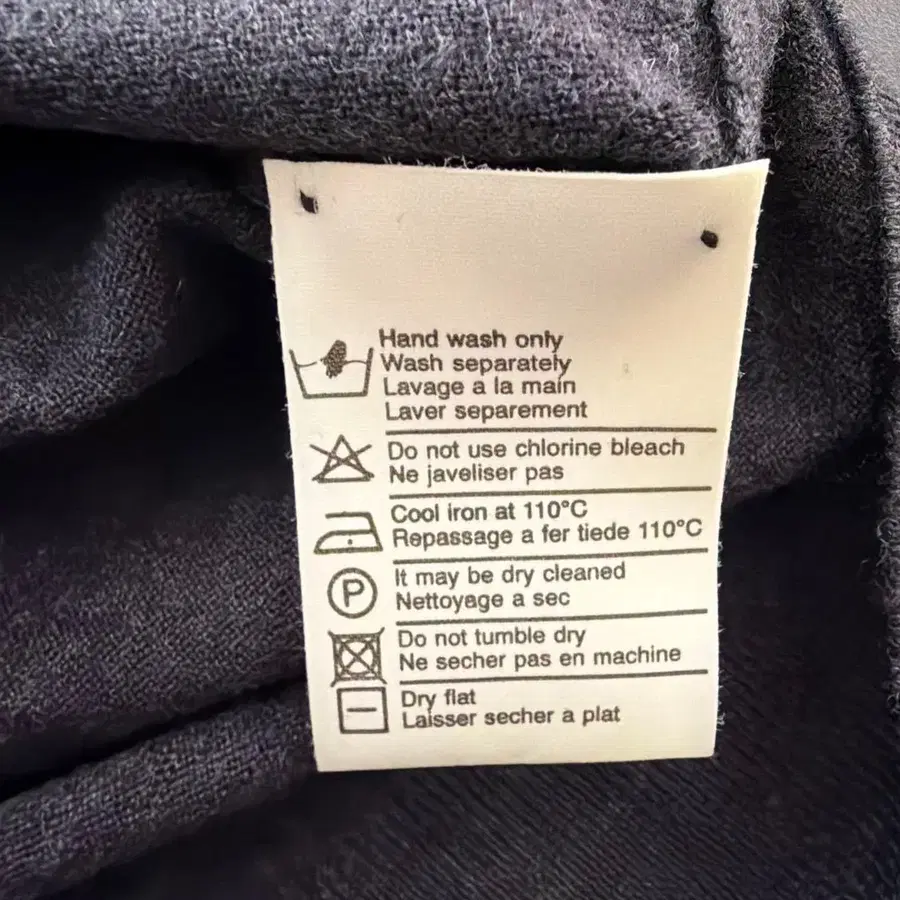 Hand wash only
Wash separately
Lavage a la main
Laver separement
Do not use chlorine bleach
Ne javeliser pas
Cool iron at 110°C
Repassage a fer tiede 110°C
P
It may be dry cleaned
Nettoyage a sec
Do not tumble dry
Ne secher pas en machine
Dry flat
Laisser secher a plat